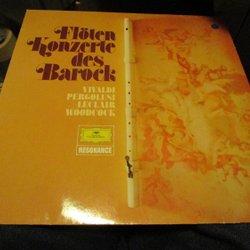 Flöten
Konzerte
des
Barock
VIVALDI
PERGOLESI
LECLAIR
WOODCOCK
RESONANCE